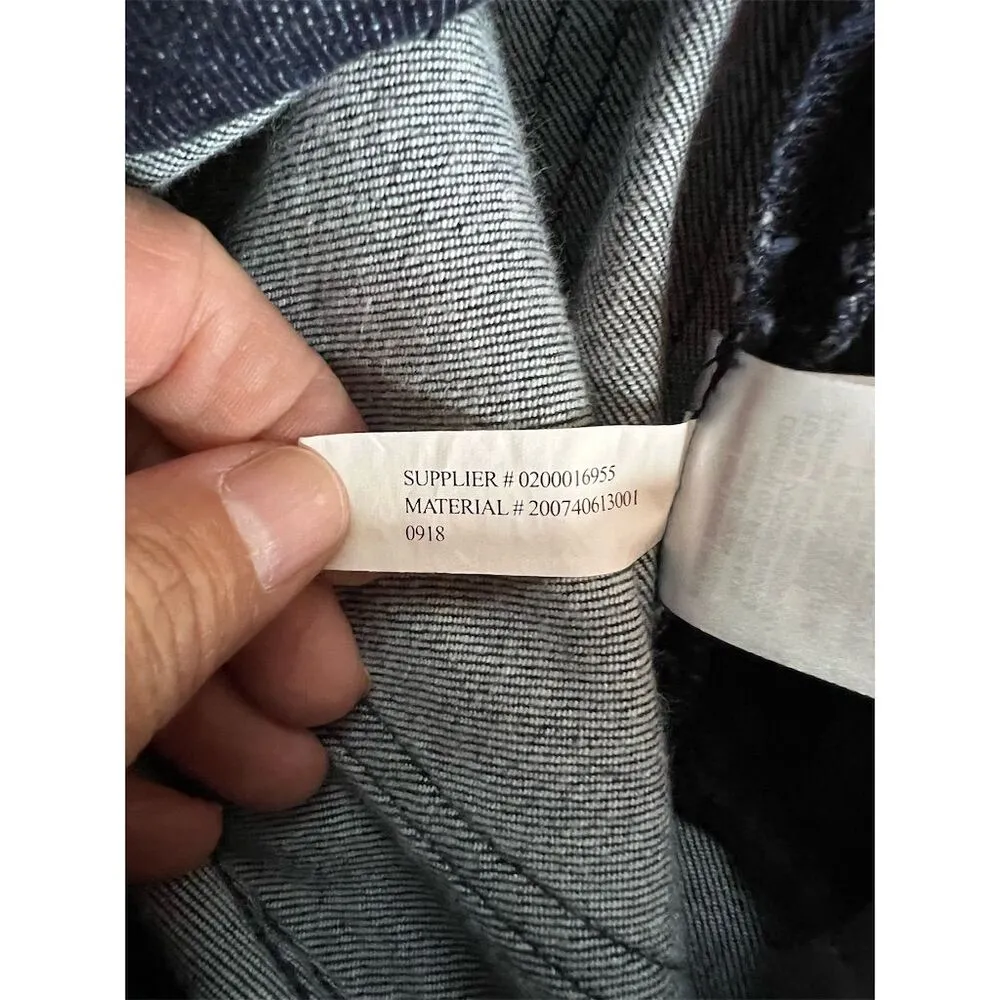 SUPPLIER # 0200016955
MATERIAL # 200740613001
0918